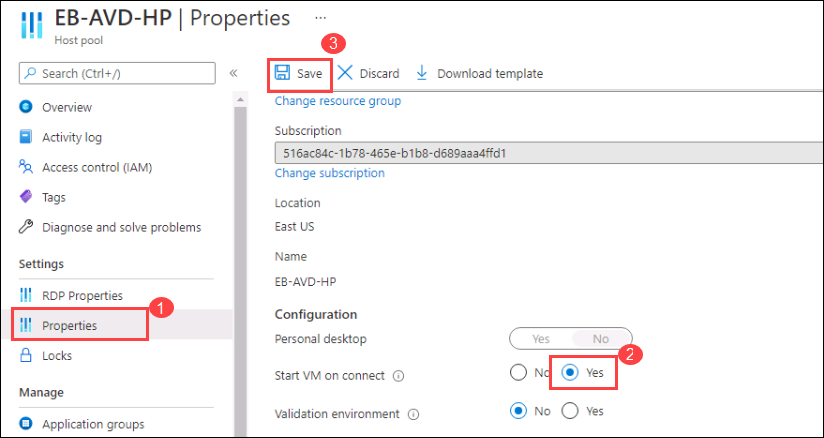 EB-AVD-HP | Properties ...
Host pool
3
Search (Ctrl+/) «
Save Discard Download template
Change resource group
Overview
Activity log
Access control (IAM)
Tags
Diagnose and solve problems
Settings
RDP Properties
1
Properties
Locks
Manage
Application groups
Subscription
516ac84c-1b78-465e-b1b8-d689aaa4ffd1
Change subscription
Location
East US
Name
EB-AVD-HP
Configuration
Personal desktop Yes No
2
Start VM on connect No Yes
Validation environment No Yes